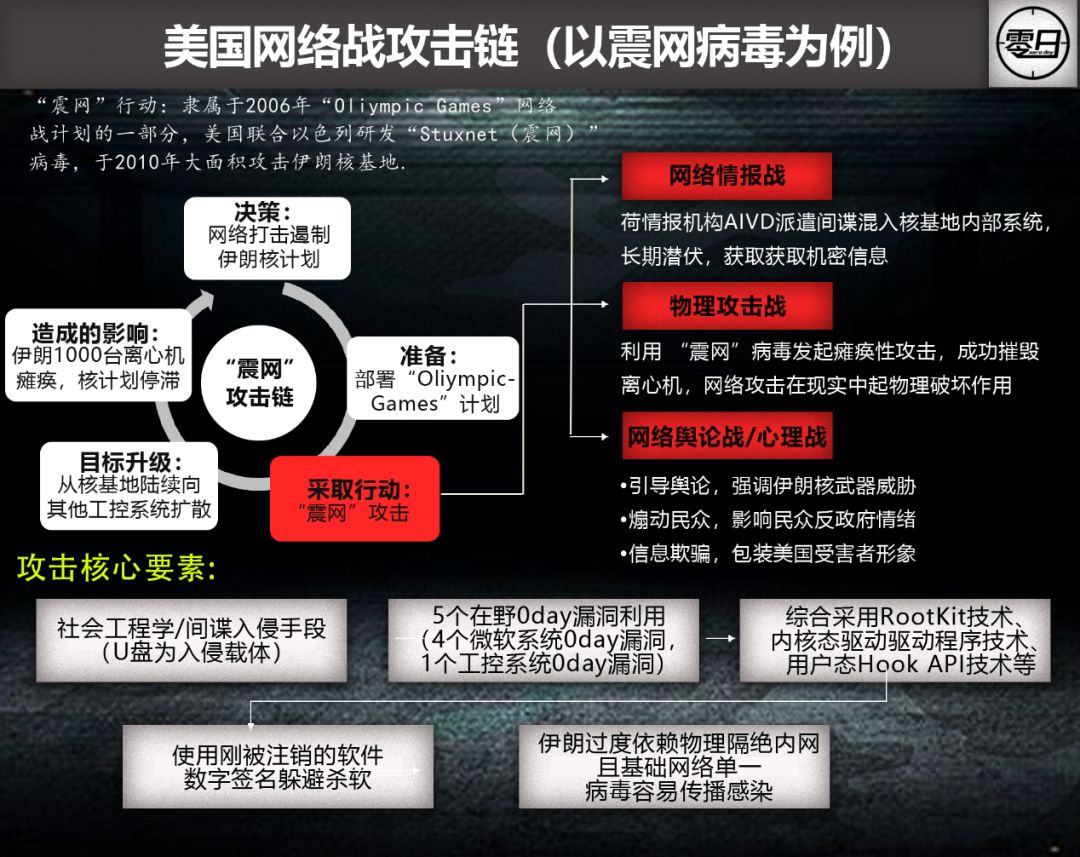 美国网络战攻击链（以震网病毒为例）
零日
zero day
“震网”行动：隶属于2006年“Oliympic Games”网络
战计划的一部分，美国联合以色列研发“Stuxnet（震网）”
病毒，于2010年大面积攻击伊朗核基地.
决策：
网络打击遏制
伊朗核计划
准备：
部署“Oliympic-
Games”计划
采取行动：
“震网”攻击
目标升级：
从核基地陆续向
其他工控系统扩散
造成的影响：
伊朗1000台离心机
瘫痪，核计划停滞
“震网”
攻击链
网络情报战
荷情报机构AIVD派遣间谍混入核基地内部系统，
长期潜伏，获取获取机密信息
物理攻击战
利用 “震网”病毒发起瘫痪性攻击，成功摧毁
离心机，网络攻击在现实中起物理破坏作用
网络舆论战/心理战
•引导舆论，强调伊朗核武器威胁
•煽动民众，影响民众反政府情绪
•信息欺骗，包装美国受害者形象
攻击核心要素:
社会工程学/间谍入侵手段
（U盘为入侵载体）
5个在野0day漏洞利用
（4个微软系统0day漏洞，
1个工控系统0day漏洞）
综合采用RootKit技术、
内核态驱动驱动程序技术、
用户态Hook API技术等
使用刚被注销的软件
数字签名躲避杀软
伊朗过度依赖物理隔绝内网
且基础网络单一
病毒容易传播感染